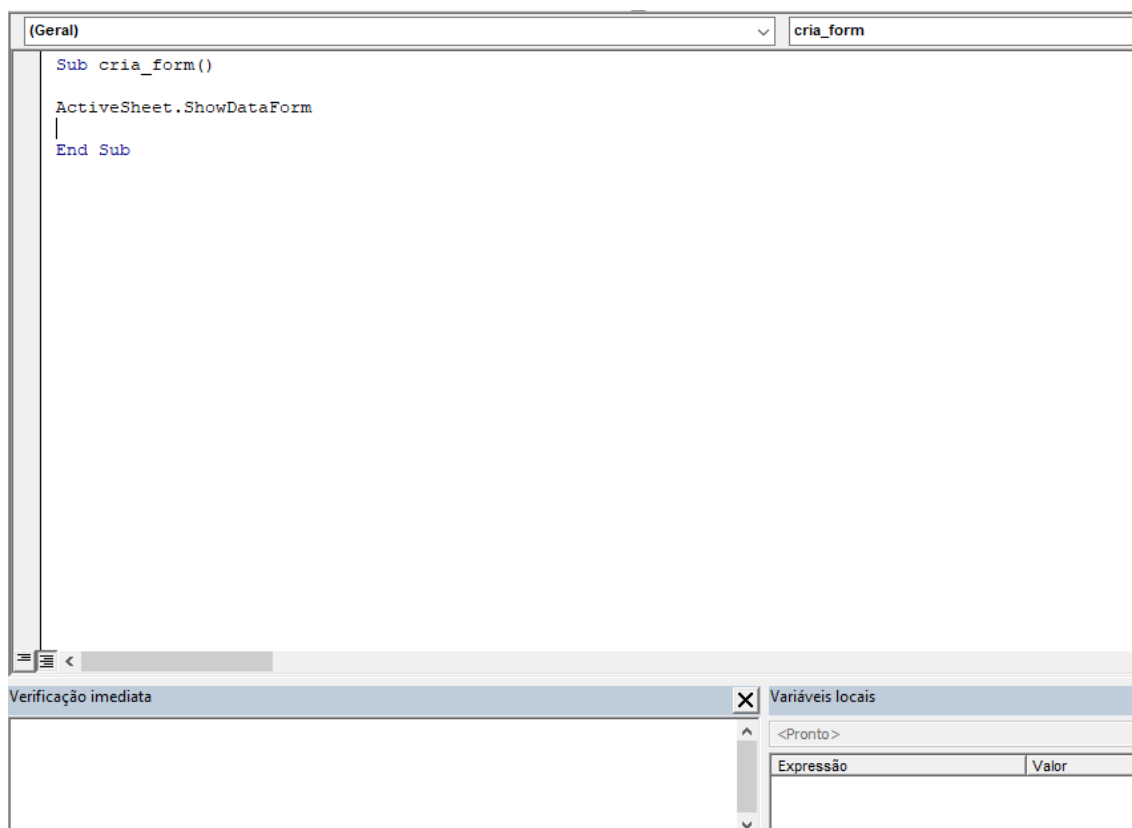 (Geral)
cria_form
Sub cria_form()
ActiveSheet.ShowDataForm
End Sub
Verificação imediata
Variáveis locais
<Pronto>
Expressão
Valor